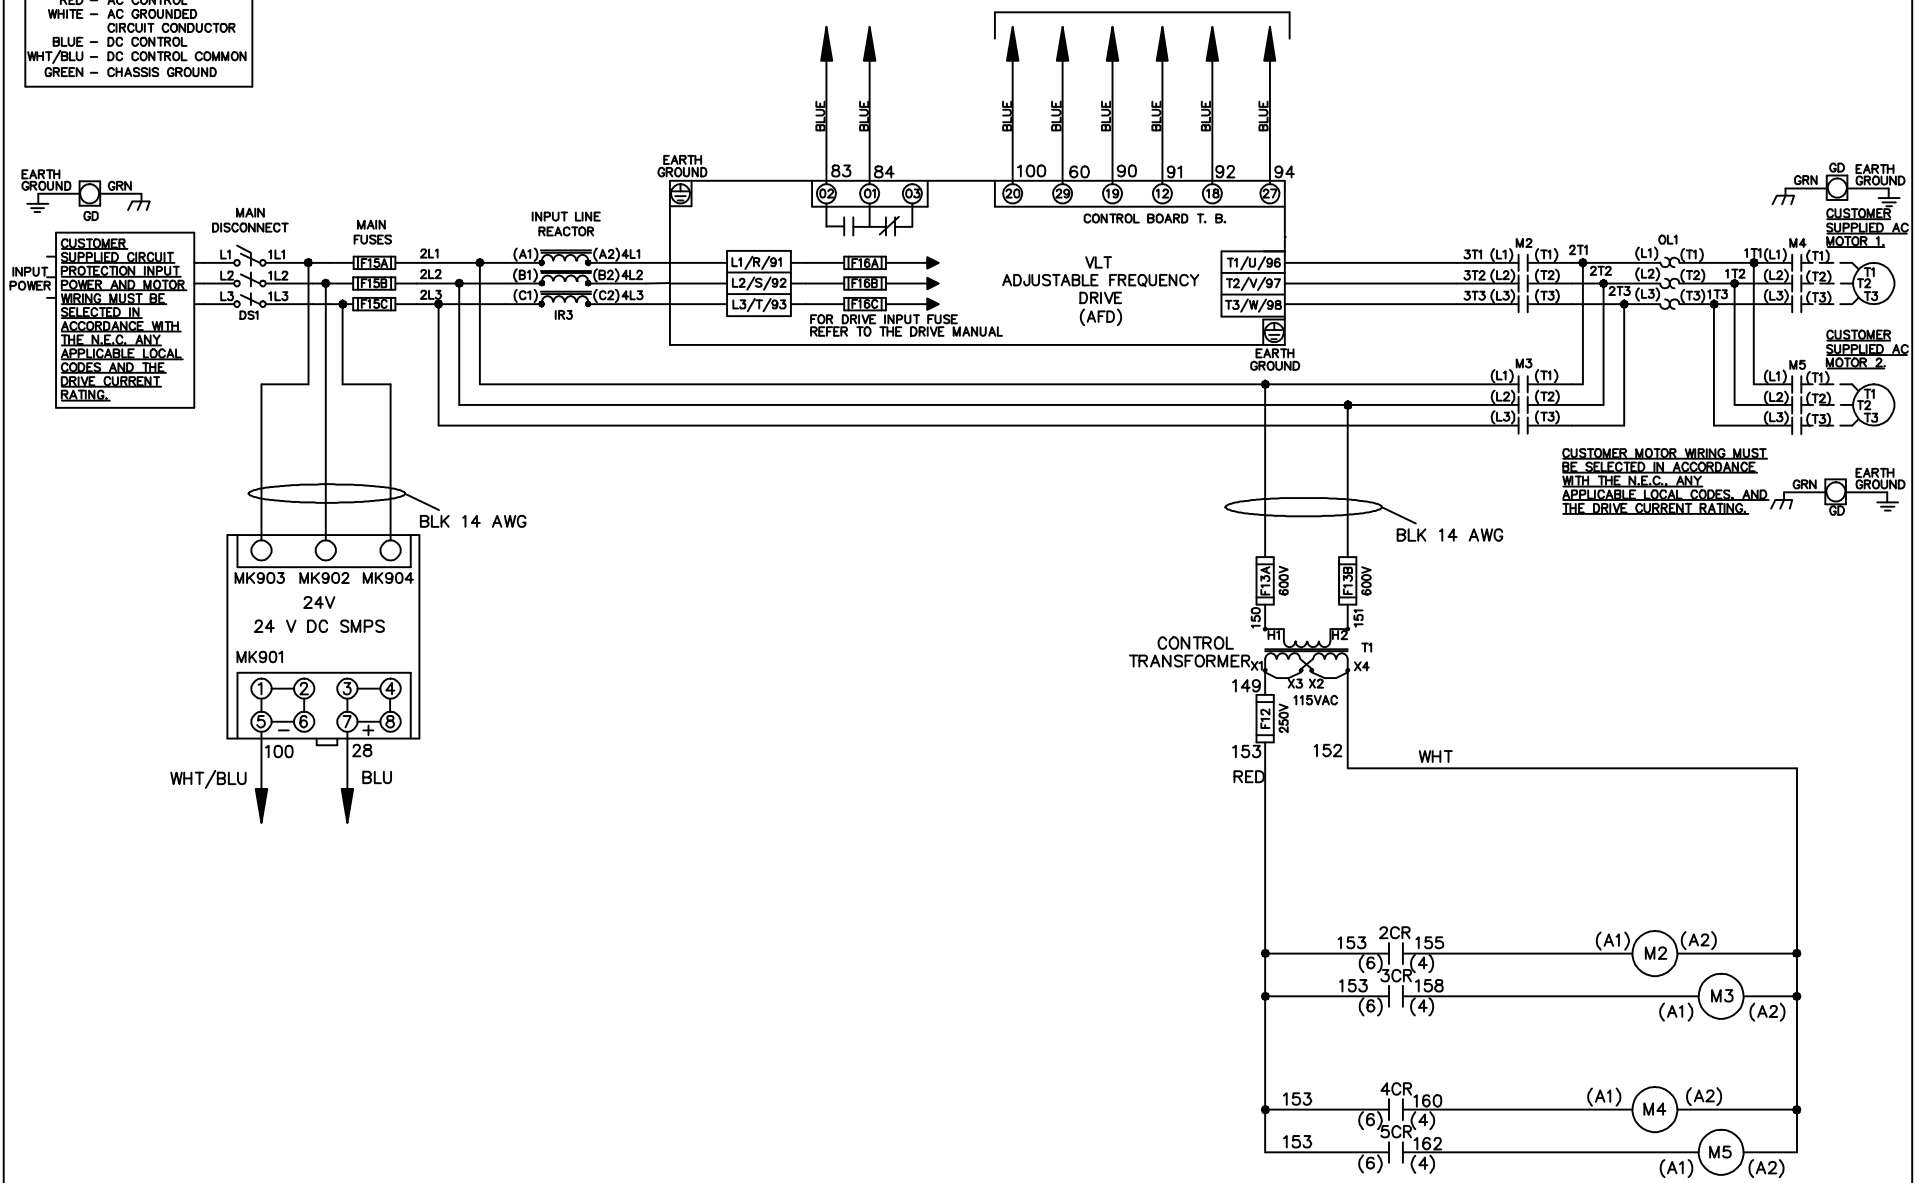 RED – AC CONTROL
WHITE – AC GROUNDED
CIRCUIT CONDUCTOR
BLUE – DC CONTROL
WHT/BLU – DC CONTROL COMMON
GREEN – CHASSIS GROUND
BLUE
BLUE
BLUE
BLUE
BLUE
BLUE
BLUE
BLUE
EARTH
GROUND
GRN
GD
EARTH
GROUND
83
84
02
01
03
100
60
90
91
92
94
20
29
19
12
18
27
CONTROL BOARD T. B.
GD
EARTH
GROUND
GRN
INPUT
POWER
CUSTOMER
SUPPLIED CIRCUIT
PROTECTION INPUT
POWER AND MOTOR
WIRING MUST BE
SELECTED IN
ACCORDANCE WITH
THE N.E.C. ANY
APPLICABLE LOCAL
CODES AND THE
DRIVE CURRENT
RATING.
MAIN
DISCONNECT
L1 1L1
L2 1L2
L3 1L3
DS1
MAIN
FUSES
F15A
F15B
F15C
2L1
2L2
2L3
INPUT LINE
REACTOR
(A1) (A2) 4L1
(B1) (B2) 4L2
(C1) (C2) 4L3
IR3
L1/R/91
L2/S/92
L3/T/93
F16A
F16B
F16C
FOR DRIVE INPUT FUSE
REFER TO THE DRIVE MANUAL
VLT
ADJUSTABLE FREQUENCY
DRIVE
(AFD)
T1/U/96
T2/V/97
T3/W/98
EARTH
GROUND
M2
3T1 (L1) (T1) 2T1
3T2 (L2) (T2) 2T2
3T3 (L3) (T3) 2T3
OL1
(L1) (T1) 1T1
(L2) (T2) 1T2
(L3) (T3) 1T3
M4
(L1) (T1)
(L2) (T2)
(L3) (T3)
T1
T2
T3
CUSTOMER
SUPPLIED AC
MOTOR 1.
M3
(L1) (T1)
(L2) (T2)
(L3) (T3)
M5
(L1) (T1)
(L2) (T2)
(L3) (T3)
T1
T2
T3
CUSTOMER
SUPPLIED AC
MOTOR 2.
CUSTOMER MOTOR WIRING MUST
BE SELECTED IN ACCORDANCE
WITH THE N.E.C., ANY
APPLICABLE LOCAL CODES, AND
THE DRIVE CURRENT RATING.
GRN
GD
EARTH
GROUND
BLK 14 AWG
MK903 MK902 MK904
24V
24 V DC SMPS
MK901
1 2 3 4
5 6 7 8
– +
100
28
WHT/BLU
BLU
BLK 14 AWG
F13A
600V
F13B
600V
150
151
H1
H2
T1
CONTROL
TRANSFORMER
X1
X4
X3 X2
115VAC
149
F12
250V
153
RED
152
WHT
2CR
153 155
(6) (4)
(A1) M2 (A2)
3CR
153 158
(6) (4)
(A1) M3 (A2)
4CR
153 160
(6) (4)
(A1) M4 (A2)
5CR
153 162
(6) (4)
(A1) M5 (A2)